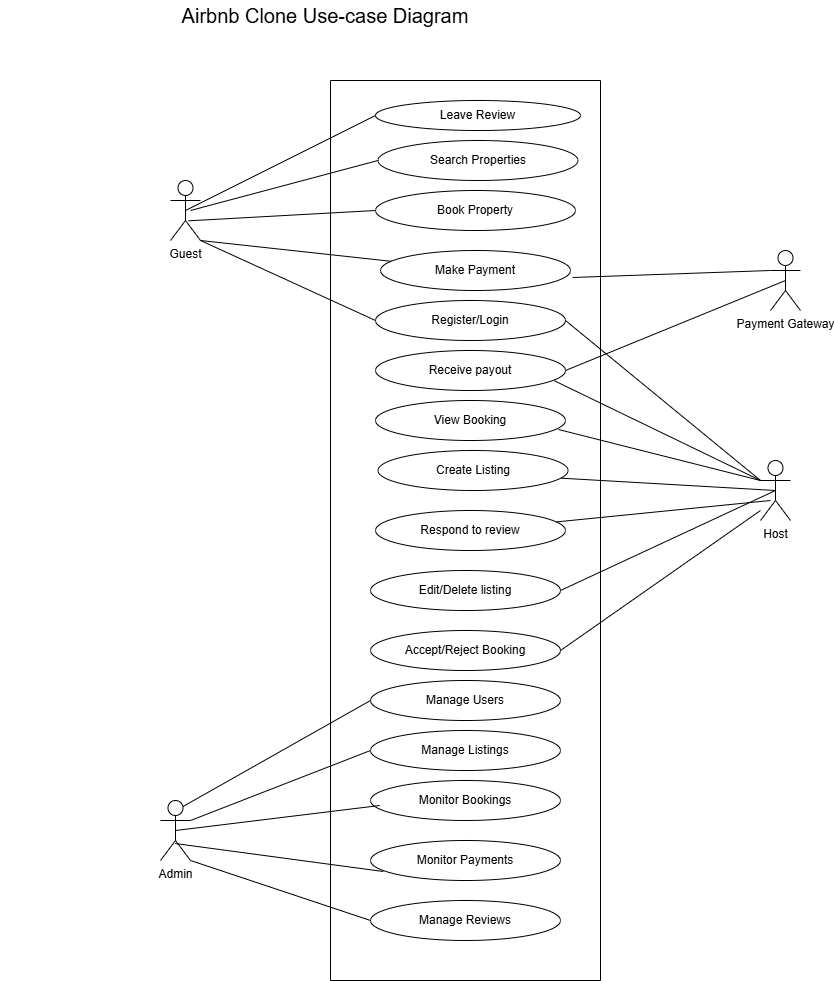 Airbnb Clone Use-case Diagram
Leave Review
Search Properties
Book Property
Guest
Make Payment
Payment Gateway
Register/Login
Receive payout
View Booking
Create Listing
Respond to review
Host
Edit/Delete listing
Accept/Reject Booking
Manage Users
Manage Listings
Monitor Bookings
Monitor Payments
Admin
Manage Reviews